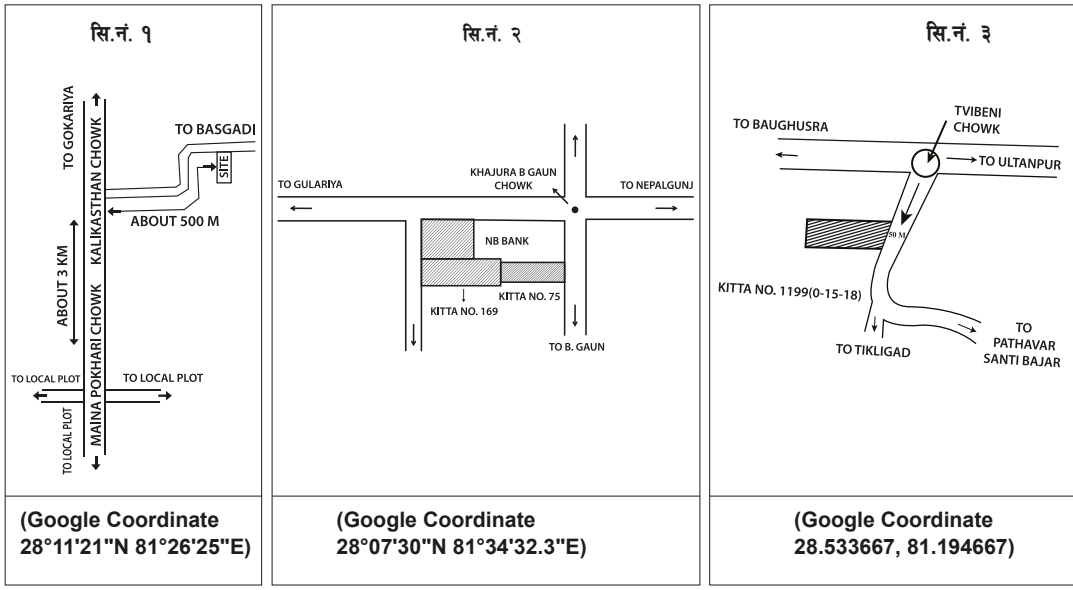 सि.नं. १
TO GOKARIYA
KALIKASTHAN CHOWK
TO BASGADI
SITE
ABOUT 500 M
ABOUT 3 KM
MAINA POKHARI CHOWK
TO LOCAL PLOT
TO LOCAL PLOT
TO LOCAL PLOT
(Google Coordinate
28°11'21"N 81°26'25"E)
सि.नं. २
KHAJURA B GAUN
CHOWK
TO GULARIYA
TO NEPALGUNJ
NB BANK
KITTA NO. 75
KITTA NO. 169
TO B. GAUN
(Google Coordinate
28°07'30"N 81°34'32.3"E)
सि.नं. ३
TVIBENI
CHOWK
TO BAUGHUSRA
TO ULTANPUR
50 M
KITTA NO. 1199(0-15-18)
TO TIKLIGAD
TO
PATHAVAR
SANTI BAJAR
(Google Coordinate
28.533667, 81.194667)